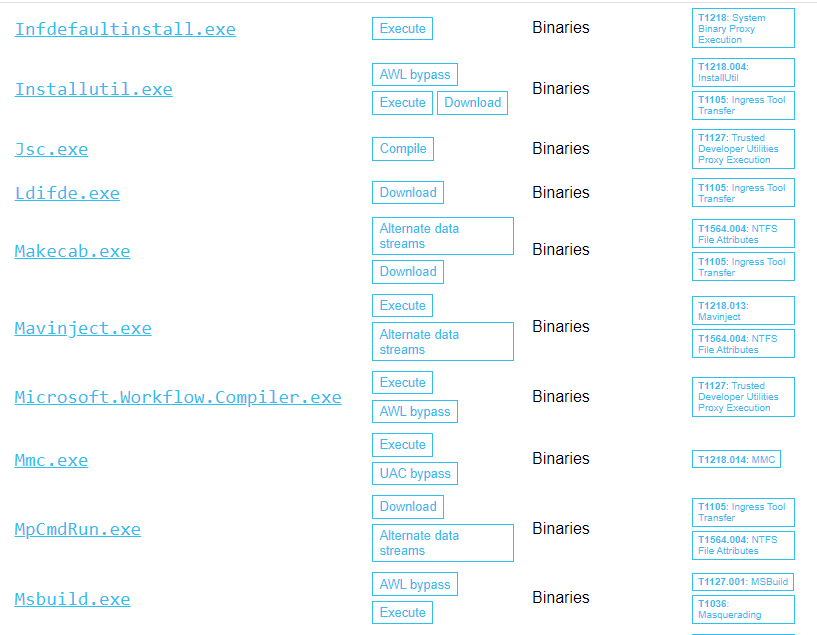 Infdefaultinstall.exe
Execute
Binaries
T1218: System
Binary Proxy
Execution
Installutil.exe
AWL bypass
Execute Download
Binaries
T1218.004:
InstallUtil
T1105: Ingress Tool
Transfer
Jsc.exe
Compile
Binaries
T1127: Trusted
Developer Utilities
Proxy Execution
Ldifde.exe
Download
Binaries
T1105: Ingress Tool
Transfer
Makecab.exe
Alternate data
streams
Download
Binaries
T1564.004: NTFS
File Attributes
T1105: Ingress Tool
Transfer
Mavinject.exe
Execute
Alternate data
streams
Binaries
T1218.013:
Mavinject
T1564.004: NTFS
File Attributes
Microsoft.Workflow.Compiler.exe
Execute
AWL bypass
Binaries
T1127: Trusted
Developer Utilities
Proxy Execution
Mmc.exe
Execute
UAC bypass
Binaries
T1218.014: MMC
MpCmdRun.exe
Download
Alternate data
streams
Binaries
T1105: Ingress Tool
Transfer
T1564.004: NTFS
File Attributes
Msbuild.exe
AWL bypass
Execute
Binaries
T1127.001: MSBuild
T1036:
Masquerading